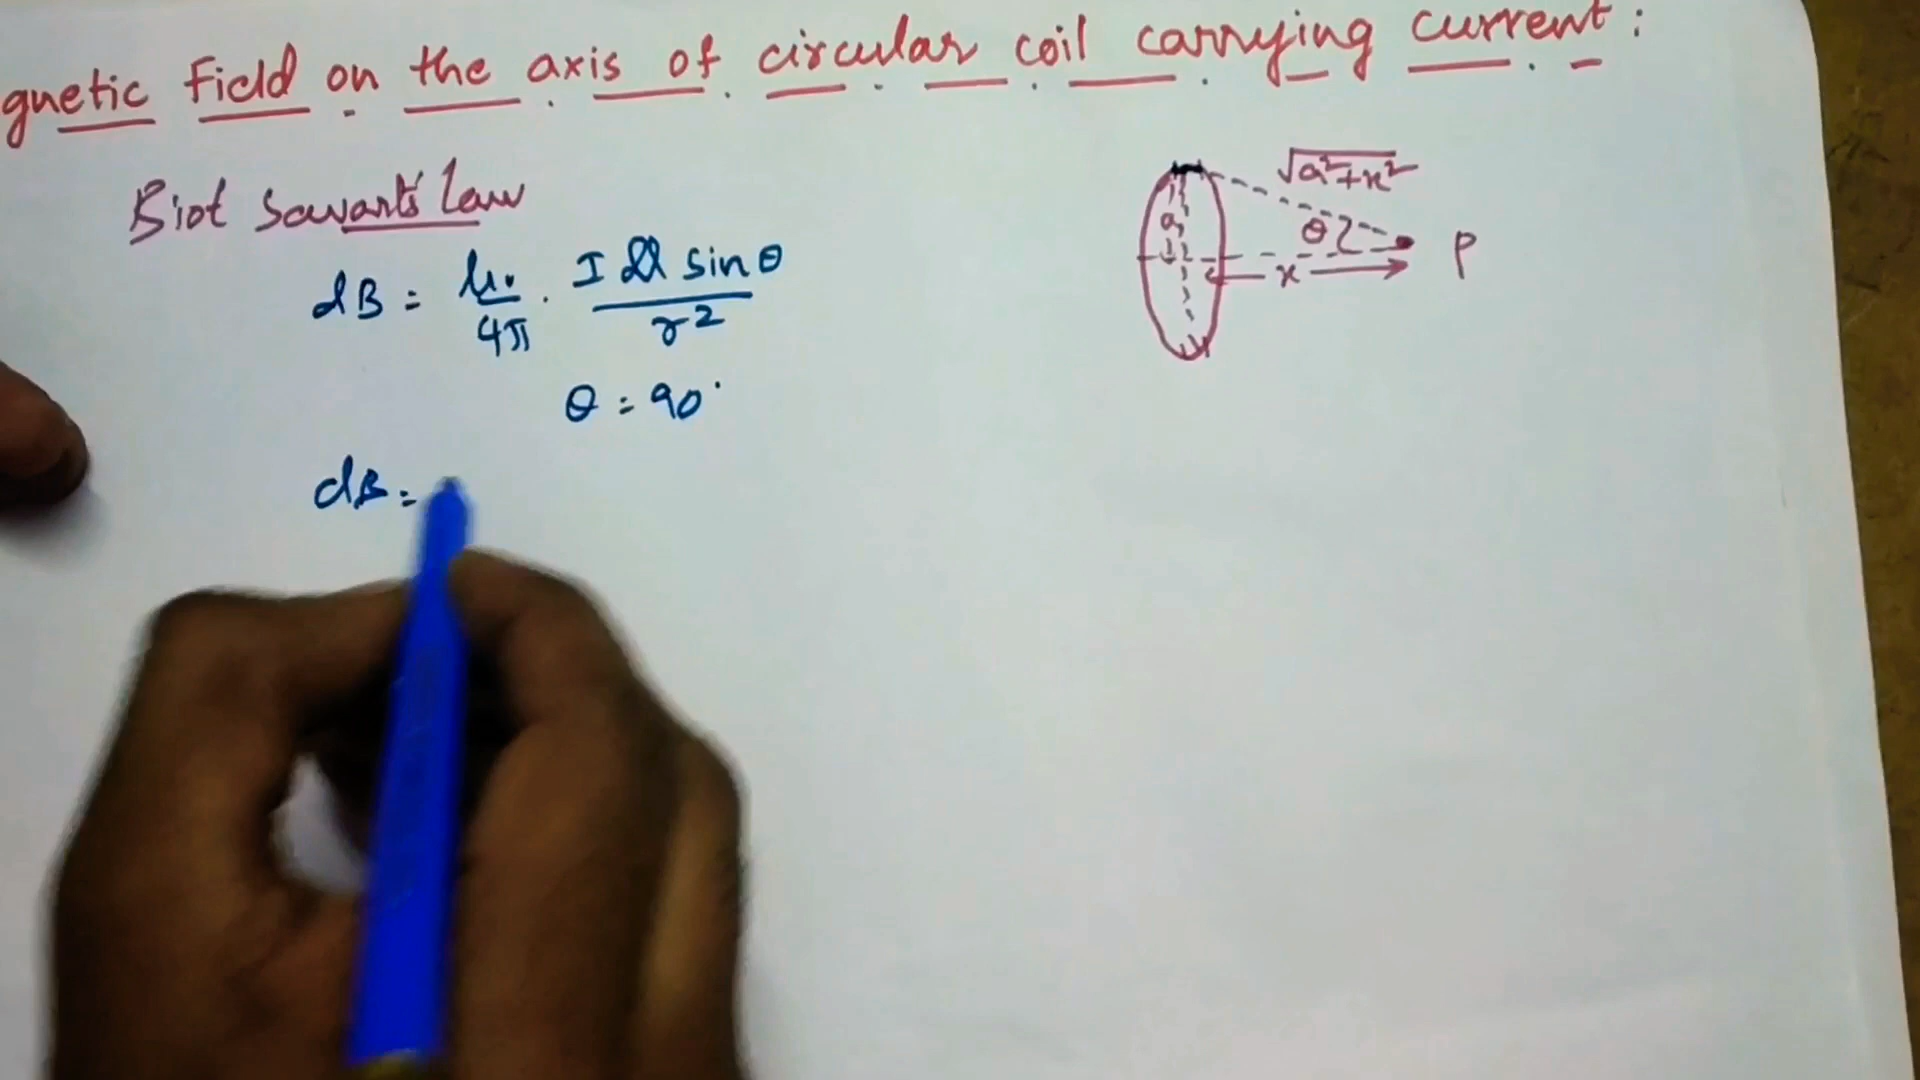 gnetic Field on the axis of circular coil carrying current:
Biot Savart's Law
dB = μ₀/4π · I dl sinθ / r²
θ = 90°
dB =
√a²+x²
a
θ
x
P